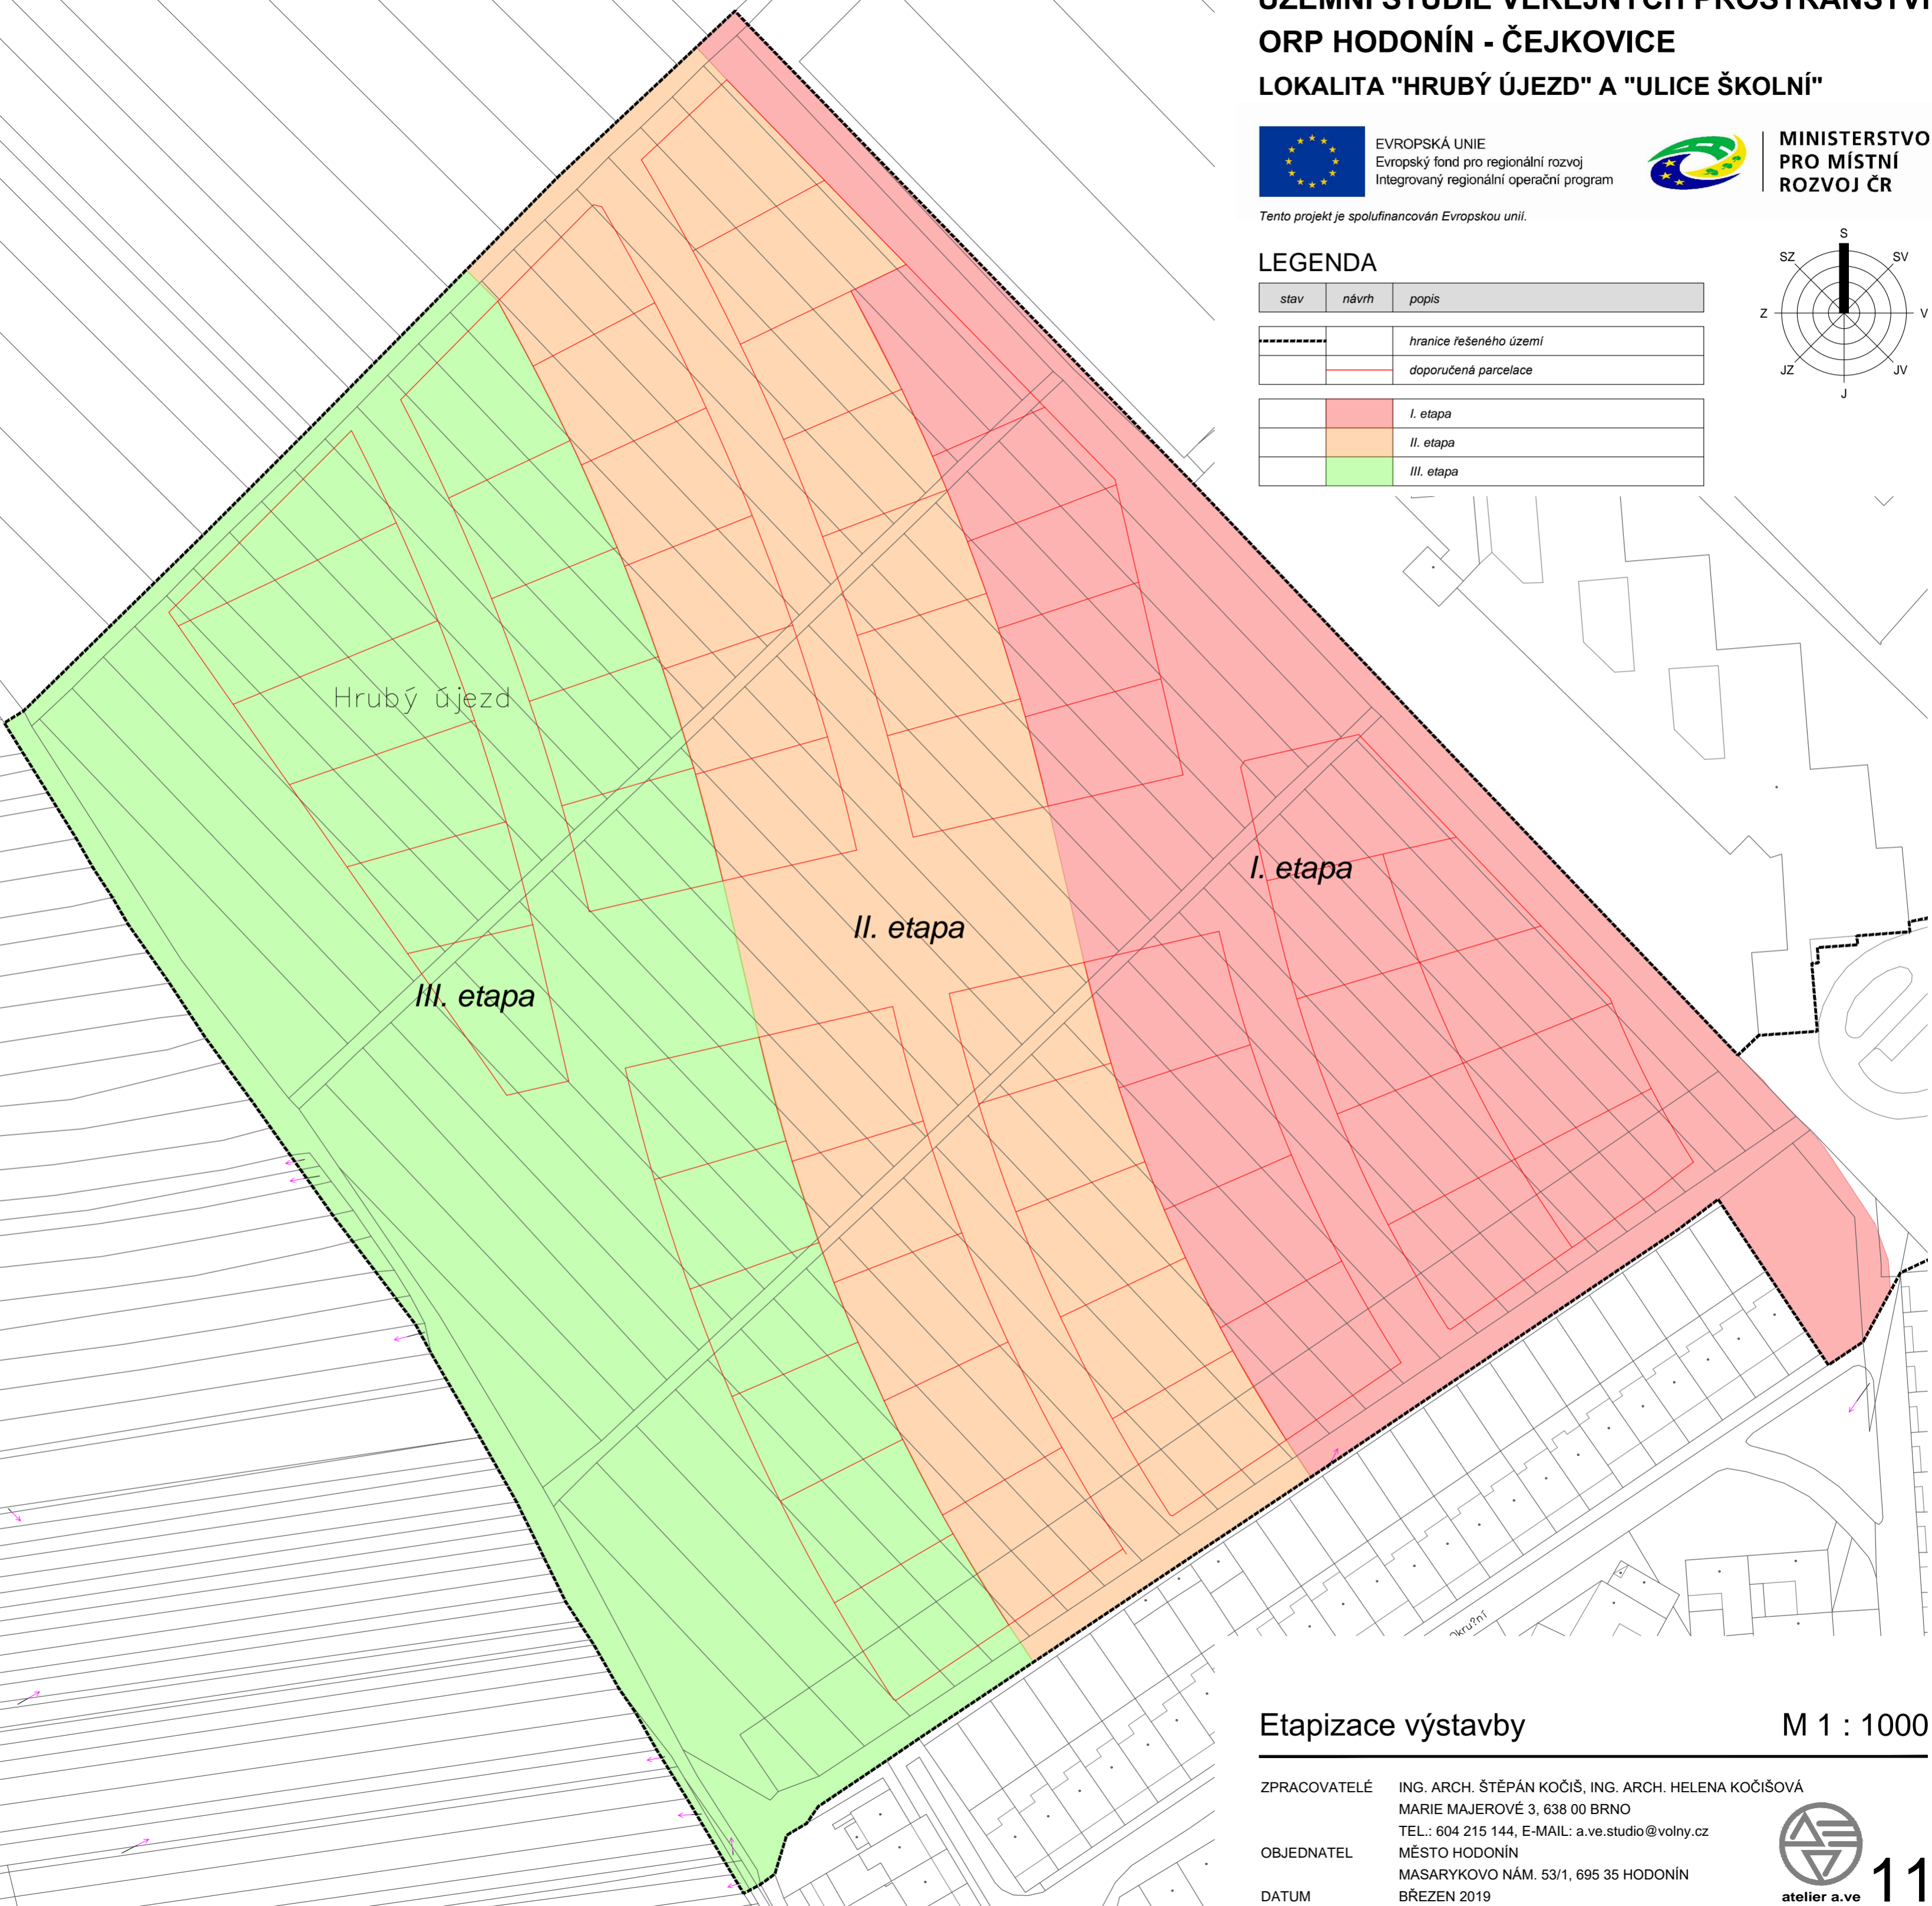 ÚZEMNÍ STUDIE VEŘEJNÝCH PROSTRANSTVÍ
ORP HODONÍN - ČEJKOVICE
LOKALITA "HRUBÝ ÚJEZD" A "ULICE ŠKOLNÍ"
EVROPSKÁ UNIE
Evropský fond pro regionální rozvoj
Integrovaný regionální operační program
MINISTERSTVO
PRO MÍSTNÍ
ROZVOJ ČR
Tento projekt je spolufinancován Evropskou unií.
LEGENDA
stav návrh popis
hranice řešeného území
doporučená parcelace
I. etapa
II. etapa
III. etapa
S
SZ SV
Z V
JZ JV
J
Hrubý újezd
I. etapa
II. etapa
III. etapa
Okru?ní
Etapizace výstavby M 1 : 1000
ZPRACOVATELÉ ING. ARCH. ŠTĚPÁN KOČIŠ, ING. ARCH. HELENA KOČIŠOVÁ
MARIE MAJEROVÉ 3, 638 00 BRNO
TEL.: 604 215 144, E-MAIL: a.ve.studio@volny.cz
OBJEDNATEL MĚSTO HODONÍN
MASARYKOVO NÁM. 53/1, 695 35 HODONÍN
DATUM BŘEZEN 2019
atelier a.ve 11